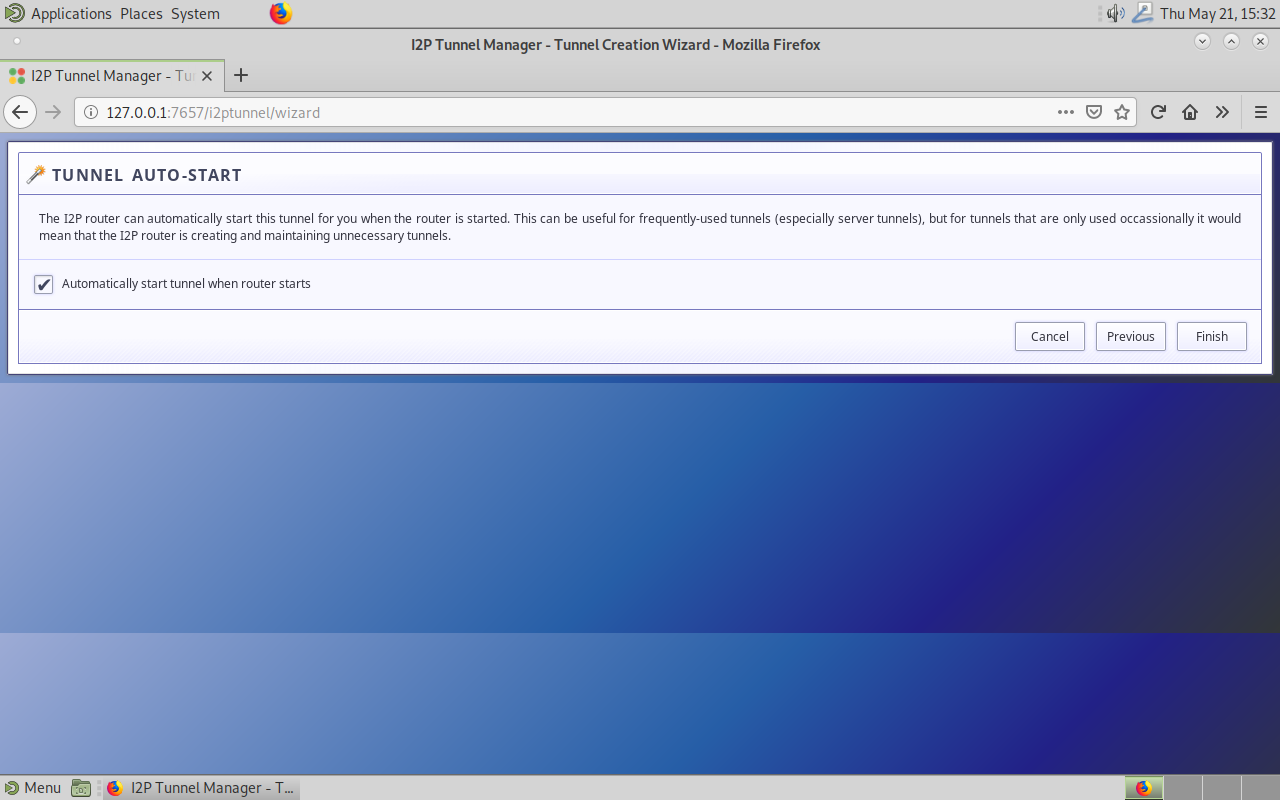 Applications Places System
Thu May 21, 15:32
I2P Tunnel Manager - Tunnel Creation Wizard - Mozilla Firefox
I2P Tunnel Manager - Tu
127.0.0.1:7657/i2ptunnel/wizard
TUNNEL AUTO-START
The I2P router can automatically start this tunnel for you when the router is started. This can be useful for frequently-used tunnels (especially server tunnels), but for tunnels that are only used occassionally it would
mean that the I2P router is creating and maintaining unnecessary tunnels.
Automatically start tunnel when router starts
Cancel Previous Finish
Menu I2P Tunnel Manager - T...